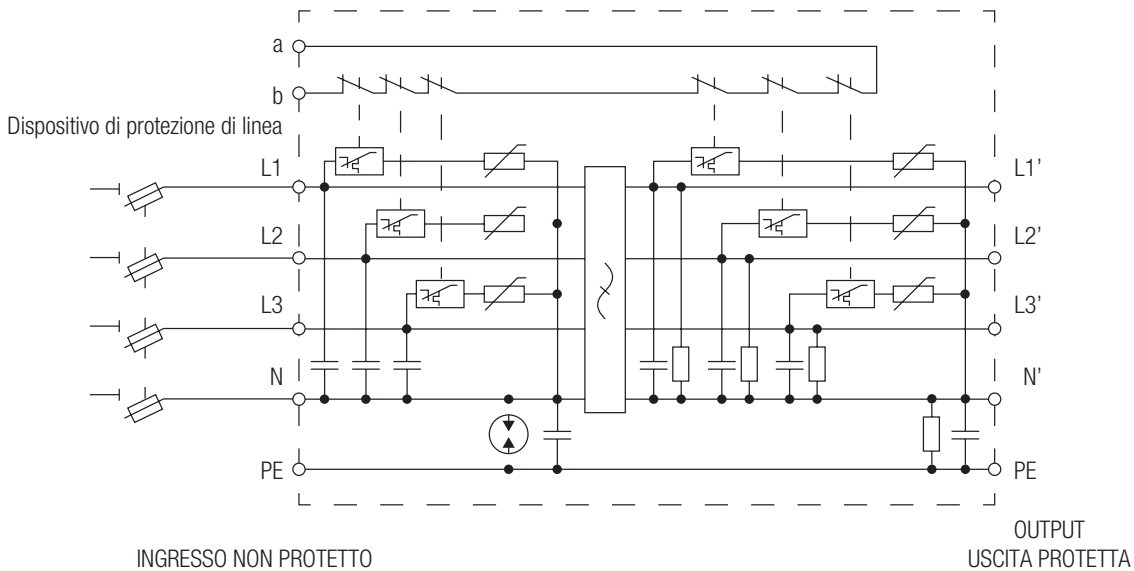 a
b
Dispositivo di protezione di linea
L1
L1'
L2
L2'
L3
L3'
N
N'
PE
PE
OUTPUT
INGRESSO NON PROTETTO
USCITA PROTETTA